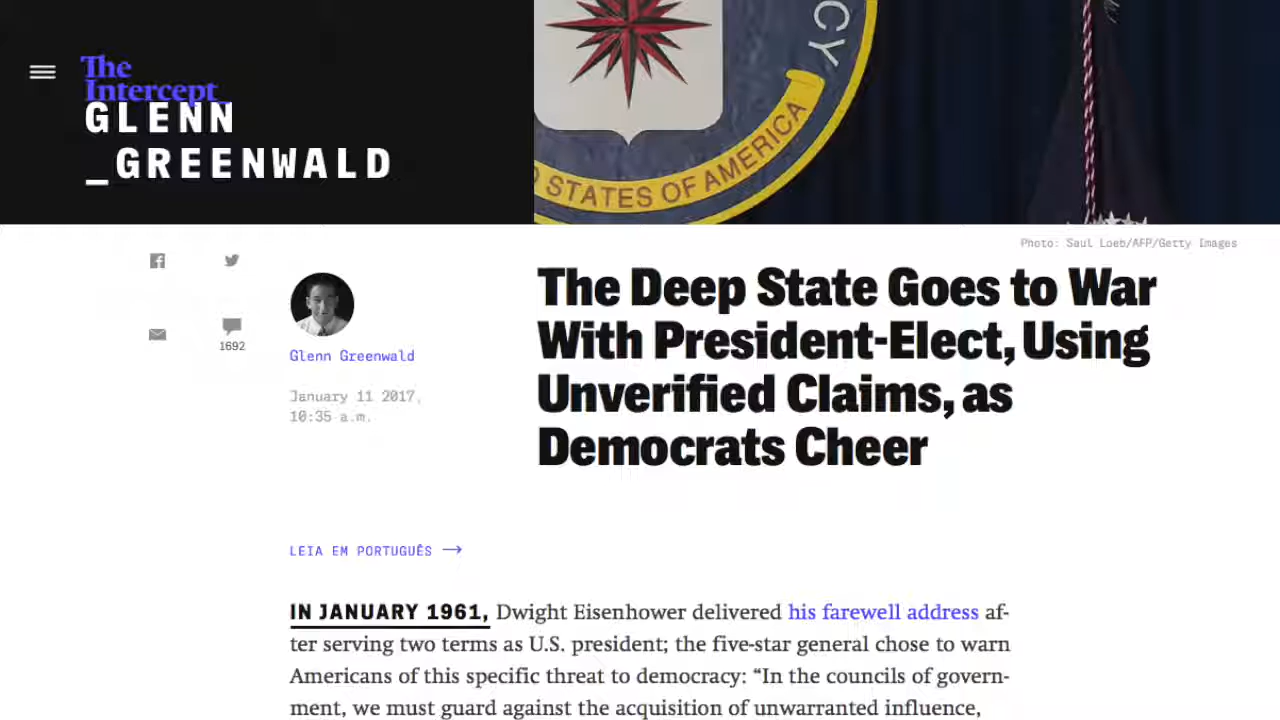 The
Intercept_
GLENN
_GREENWALD
CY
STATES OF AMERICA
Photo: Saul Loeb/AFP/Getty Images
The Deep State Goes to War
With President-Elect, Using
Unverified Claims, as
Democrats Cheer
1692
Glenn Greenwald
January 11 2017,
10:35 a.m.
LEIA EM PORTUGUÊS ⟶
IN JANUARY 1961, Dwight Eisenhower delivered his farewell address af-
ter serving two terms as U.S. president; the five-star general chose to warn
Americans of this specific threat to democracy: “In the councils of govern-
ment, we must guard against the acquisition of unwarranted influence,